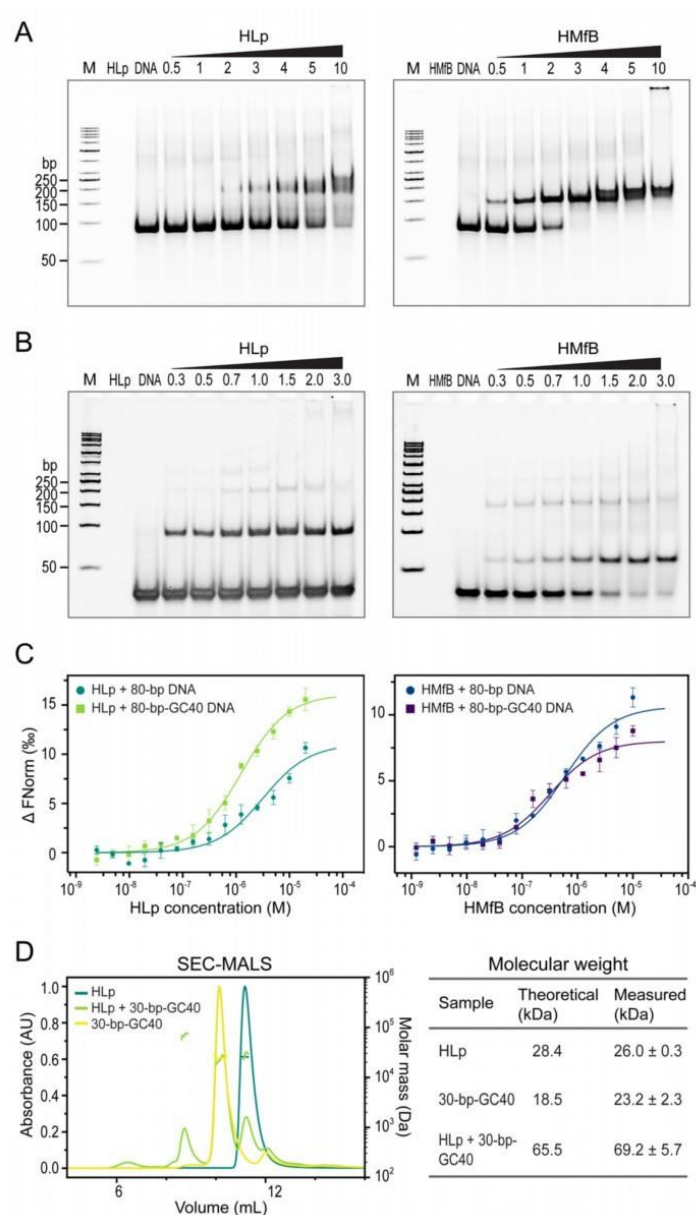 A
HLp
HMfB
M HLp DNA 0.5 1 2 3 4 5 10
M HMfB DNA 0.5 1 2 3 4 5 10
bp
250
200
150
100
50
B
HLp
HMfB
M HLp DNA 0.3 0.5 0.7 1.0 1.5 2.0 3.0
M HMfB DNA 0.3 0.5 0.7 1.0 1.5 2.0 3.0
bp
250
200
150
100
50
C
HLp + 80-bp DNA
HLp + 80-bp-GC40 DNA
15
10
5
0
Δ FNorm (‰)
10⁻⁹ 10⁻⁸ 10⁻⁷ 10⁻⁶ 10⁻⁵ 10⁻⁴
HLp concentration (M)
HMfB + 80-bp DNA
HMfB + 80-bp-GC40 DNA
10
5
0
10⁻⁹ 10⁻⁸ 10⁻⁷ 10⁻⁶ 10⁻⁵ 10⁻⁴
HMfB concentration (M)
D
SEC-MALS
HLp
HLp + 30-bp-GC40
30-bp-GC40
1.0
0.8
0.6
0.4
0.2
0.0
Absorbance (AU)
10⁶
10⁵
10⁴
10³
10²
Molar mass (Da)
6 12
Volume (mL)
Molecular weight
Sample Theoretical (kDa) Measured (kDa)
HLp 28.4 26.0 ± 0.3
30-bp-GC40 18.5 23.2 ± 2.3
HLp + 30-bp-GC40 65.5 69.2 ± 5.7